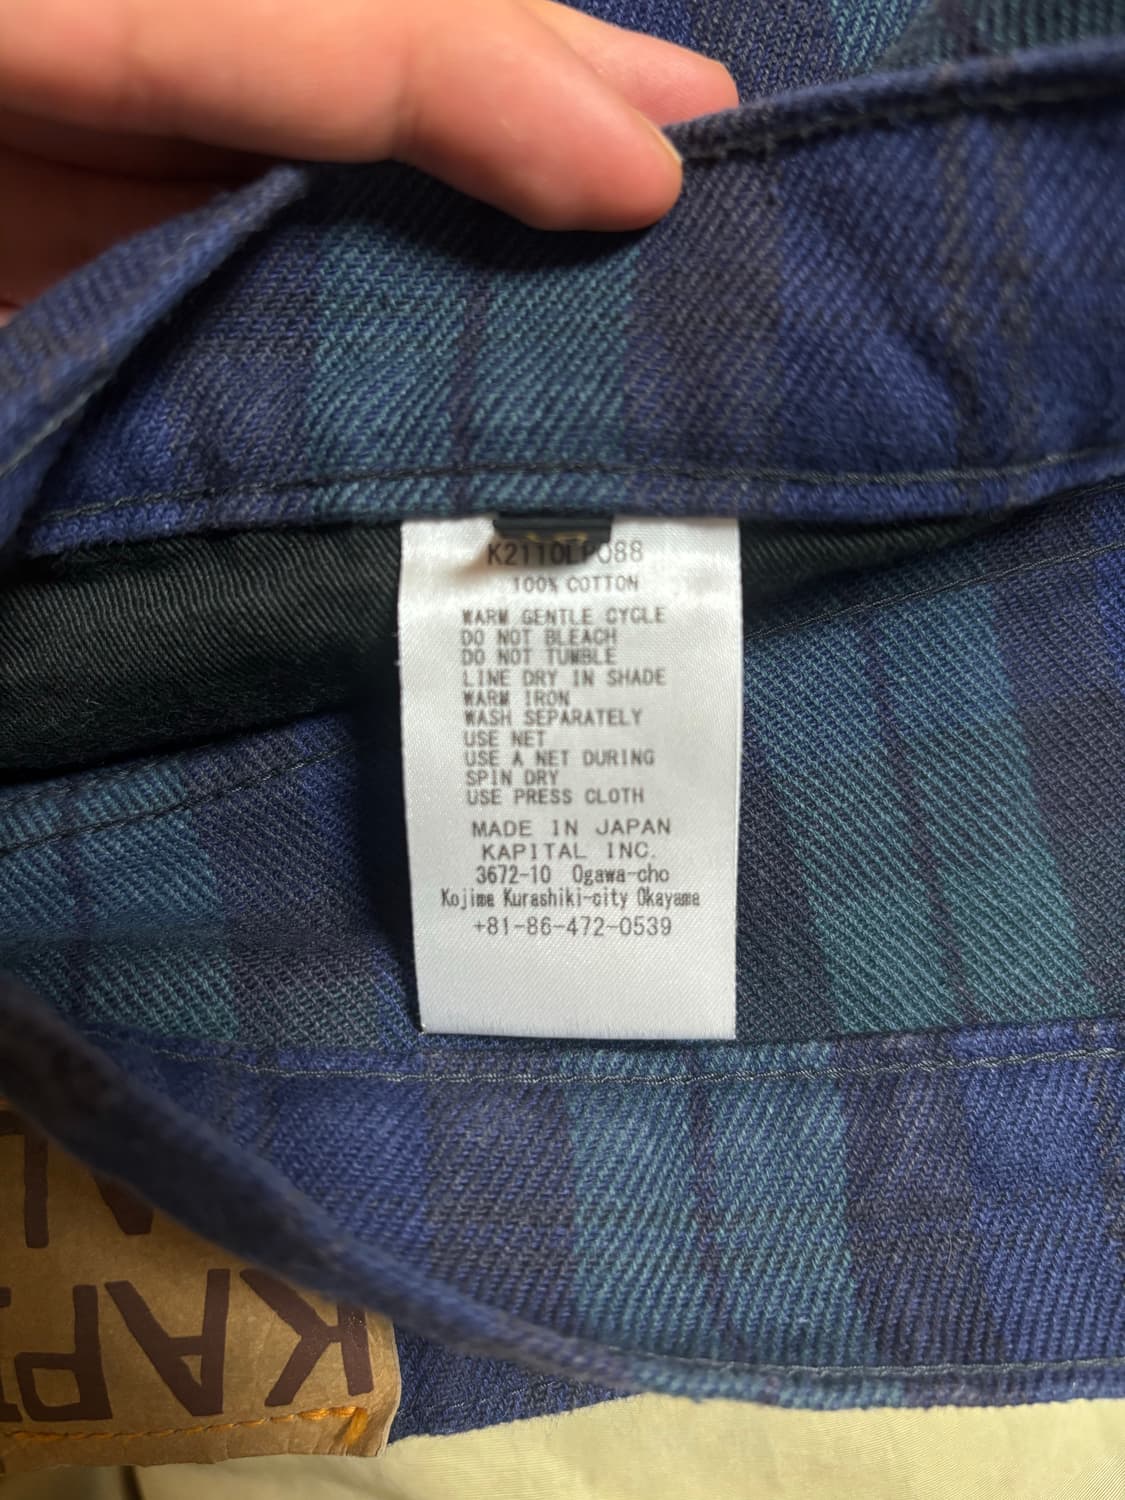 K2110LP088
100% COTTON
WARM GENTLE CYCLE
DO NOT BLEACH
DO NOT TUMBLE
LINE DRY IN SHADE
WARM IRON
WASH SEPARATELY
USE NET
USE A NET DURING
SPIN DRY
USE PRESS CLOTH
MADE IN JAPAN
KAPITAL INC.
3672-10 Ogawa-cho
Kojima Kurashiki-city Okayama
+81-86-472-0539